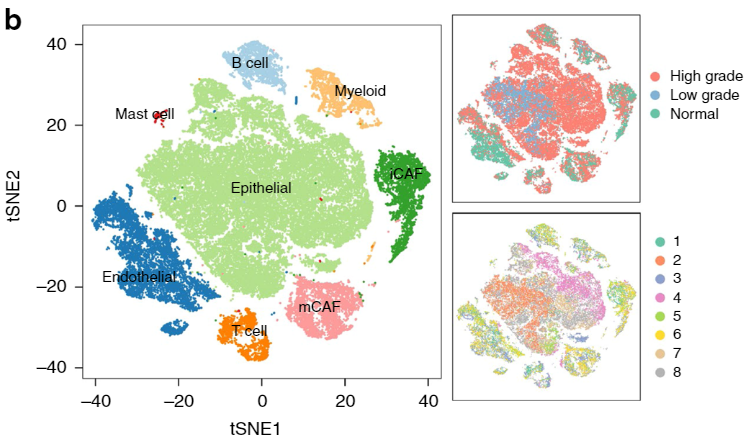 b
40
20
0
−20
−40
−40
−20
0
20
40
tSNE2
tSNE1
B cell
Myeloid
Mast cell
Epithelial
iCAF
Endothelial
mCAF
T cell
High grade
Low grade
Normal
1
2
3
4
5
6
7
8